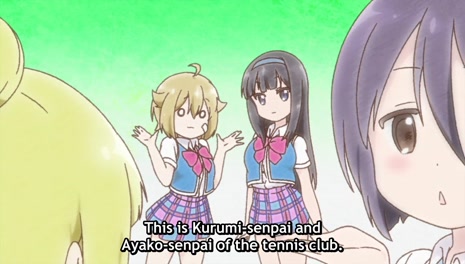 This is Kurumi-senpai and
Ayako-senpai of the tennis club.